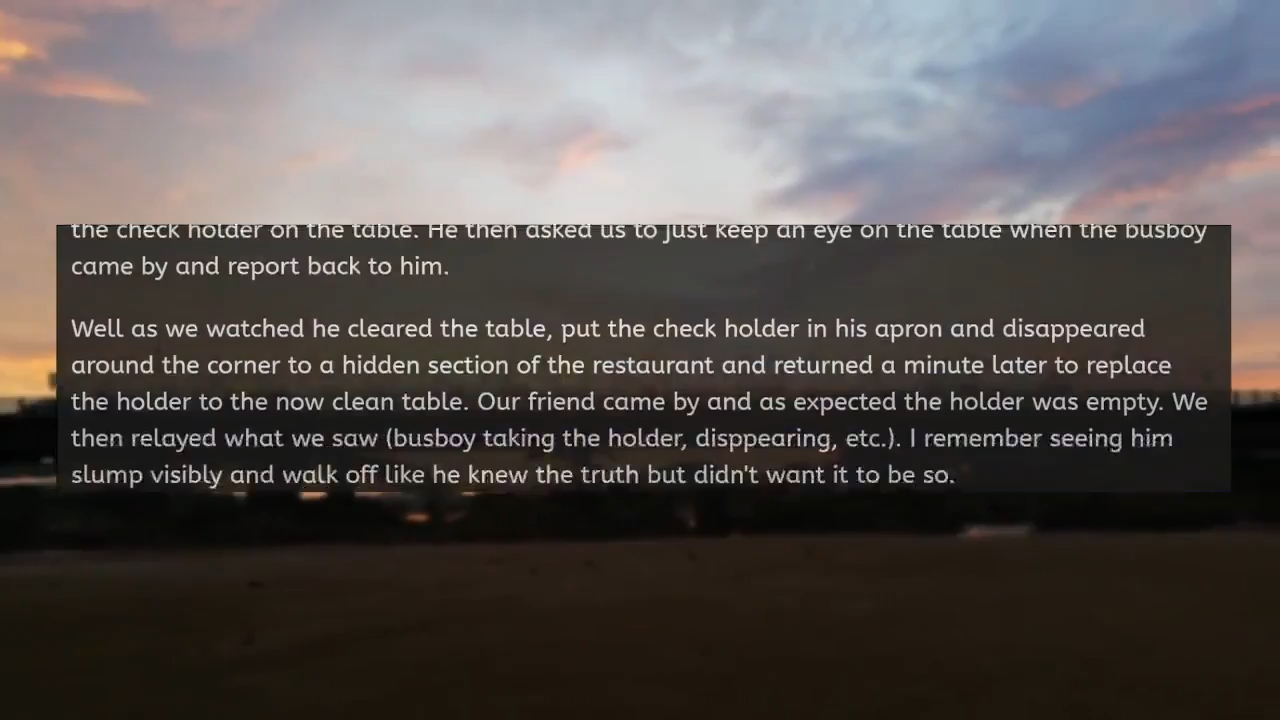 the check holder on the table. He then asked us to just keep an eye on the table when the busboy
came by and report back to him.
Well as we watched he cleared the table, put the check holder in his apron and disappeared
around the corner to a hidden section of the restaurant and returned a minute later to replace
the holder to the now clean table. Our friend came by and as expected the holder was empty. We
then relayed what we saw (busboy taking the holder, disppearing, etc.). I remember seeing him
slump visibly and walk off like he knew the truth but didn't want it to be so.